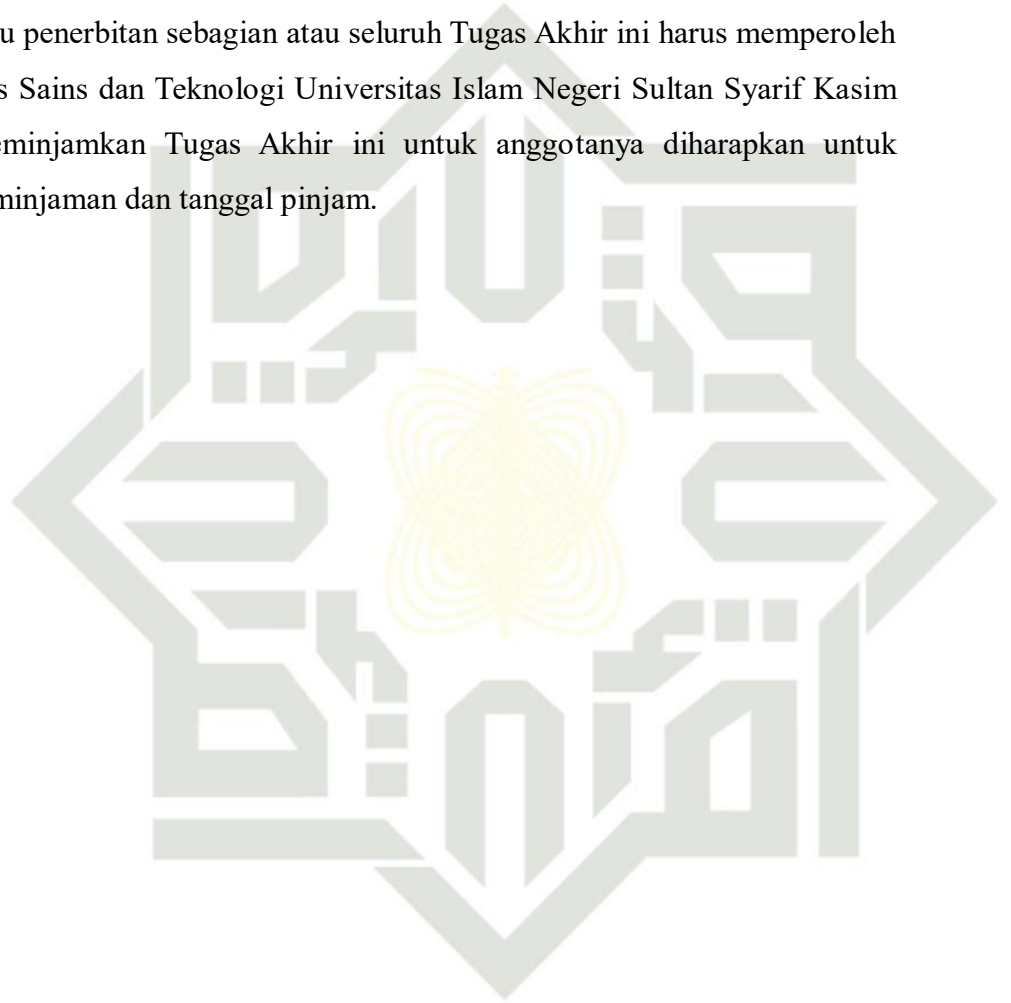 u penerbitan sebagian atau seluruh Tugas Akhir ini harus memperoleh
s Sains dan Teknologi Universitas Islam Negeri Sultan Syarif Kasim
eminjamkan Tugas Akhir ini untuk anggotanya diharapkan untuk
minjaman dan tanggal pinjam.